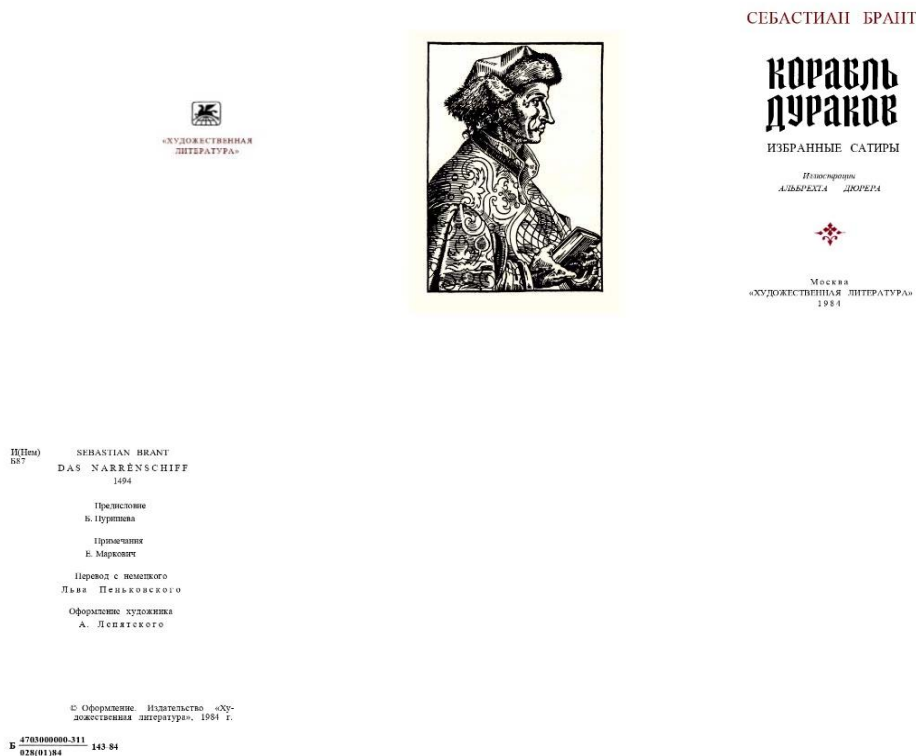 «ХУДОЖЕСТВЕННАЯ
ЛИТЕРАТУРА»
СЕБАСТИАН БРАНТ
КОРАБЛЬ
ДУРАКОВ
ИЗБРАННЫЕ САТИРЫ
Иллюстрации
АЛЬБРЕХТА ДЮРЕРА
Москва
«ХУДОЖЕСТВЕННАЯ ЛИТЕРАТУРА»
1984
И(Нем)
Б87
SEBASTIAN BRANT
DAS NARRÉNSCHIFF
1494
Предисловие
Б. Пуришева
Примечания
Е. Маркович
Перевод с немецкого
Льва Пеньковского
Оформление художника
А. Лепятского
© Оформление. Издательство «Ху-
дожественная литература», 1984 г.
Б 4703000000-311
028(01)84 143-84